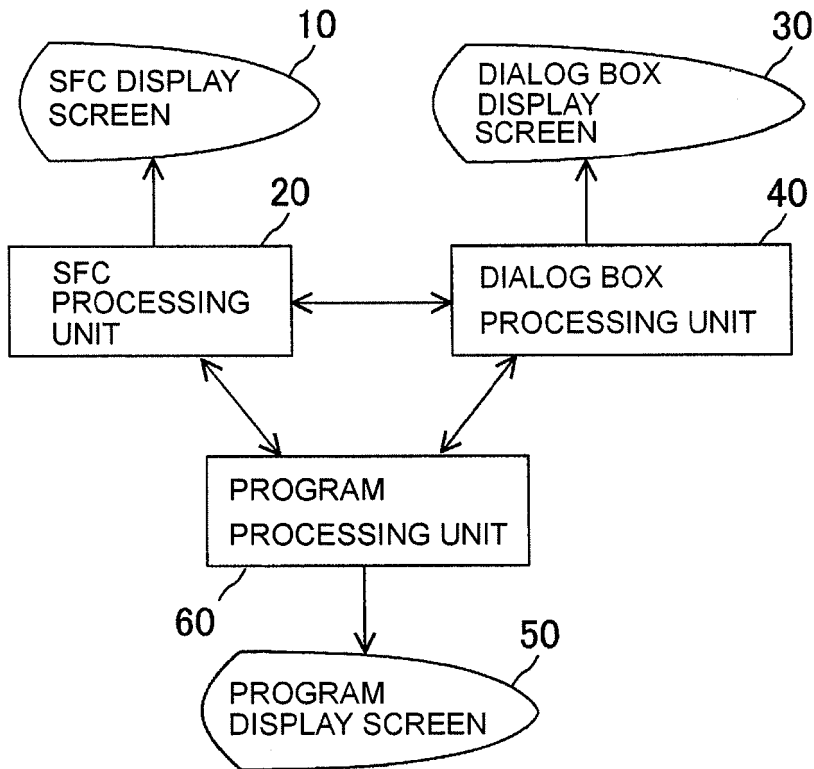 10
30
SFC DISPLAY
SCREEN
DIALOG BOX
DISPLAY
SCREEN
20
40
SFC
PROCESSING
UNIT
DIALOG BOX
PROCESSING UNIT
PROGRAM
PROCESSING UNIT
60
50
PROGRAM
DISPLAY SCREEN